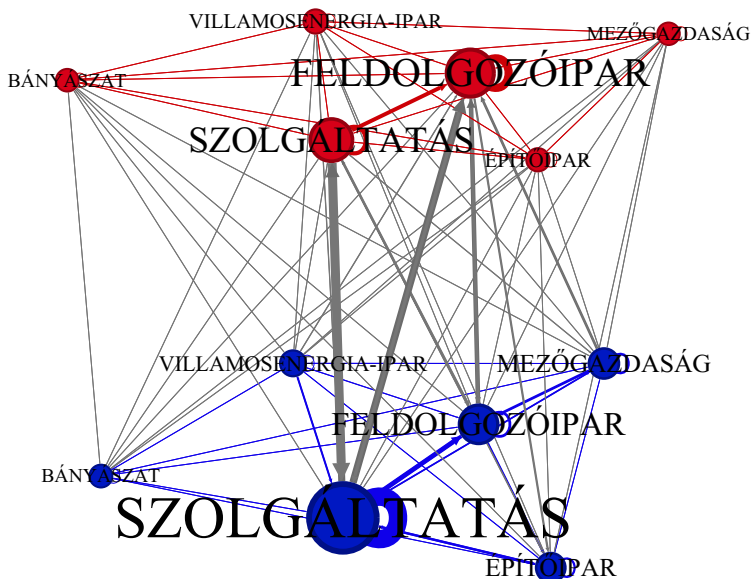 VILLAMOSENERGIA-IPAR
MEZŐGAZDASÁG
BÁNYÁSZAT
FELDOLGOZÓIPAR
SZOLGÁLTATÁS
ÉPÍTŐIPAR
VILLAMOSENERGIA-IPAR
MEZŐGAZDASÁG
FELDOLGOZÓIPAR
BÁNYÁSZAT
SZOLGÁLTATÁS
ÉPÍTŐIPAR